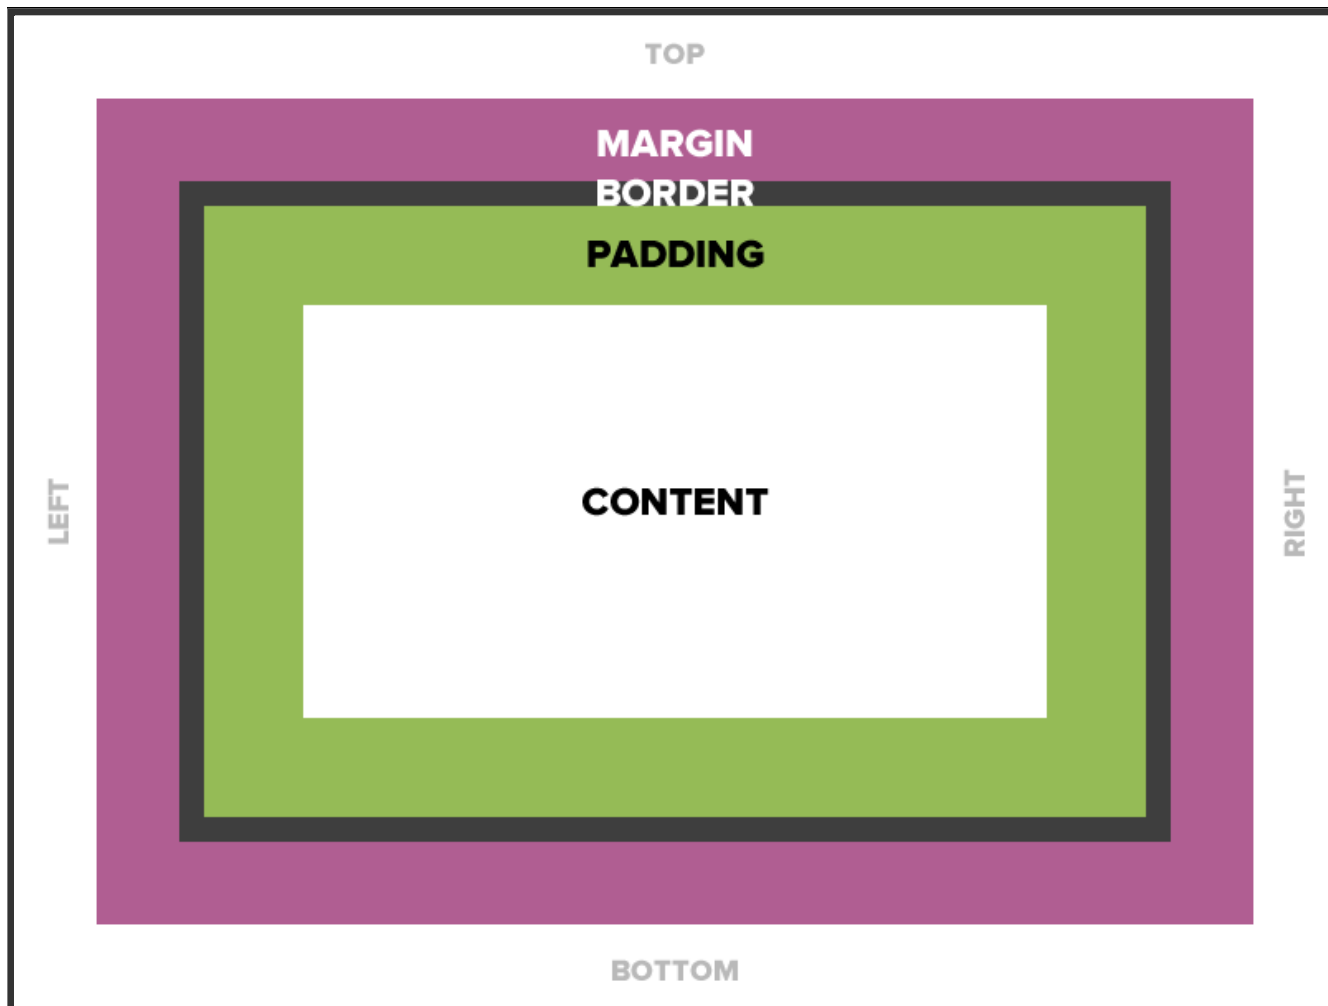 TOP
MARGIN
BORDER
PADDING
CONTENT
LEFT
RIGHT
BOTTOM